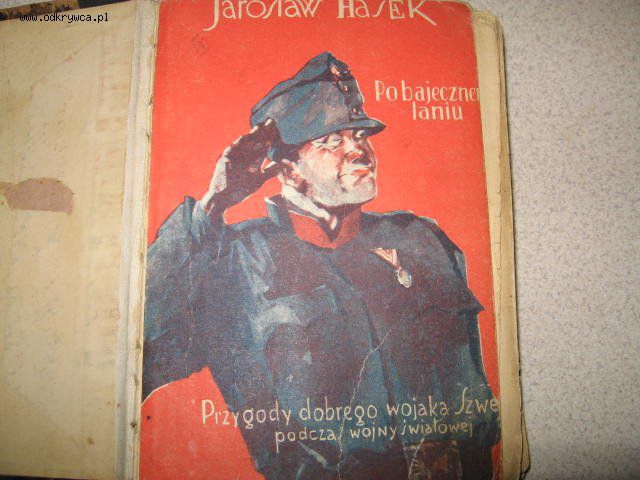 www.odkrywca.pl
Jarosław Hašek
Po bajecznem
laniu
Przygody dobrego wojaka Szwe
podczas wojny światowej